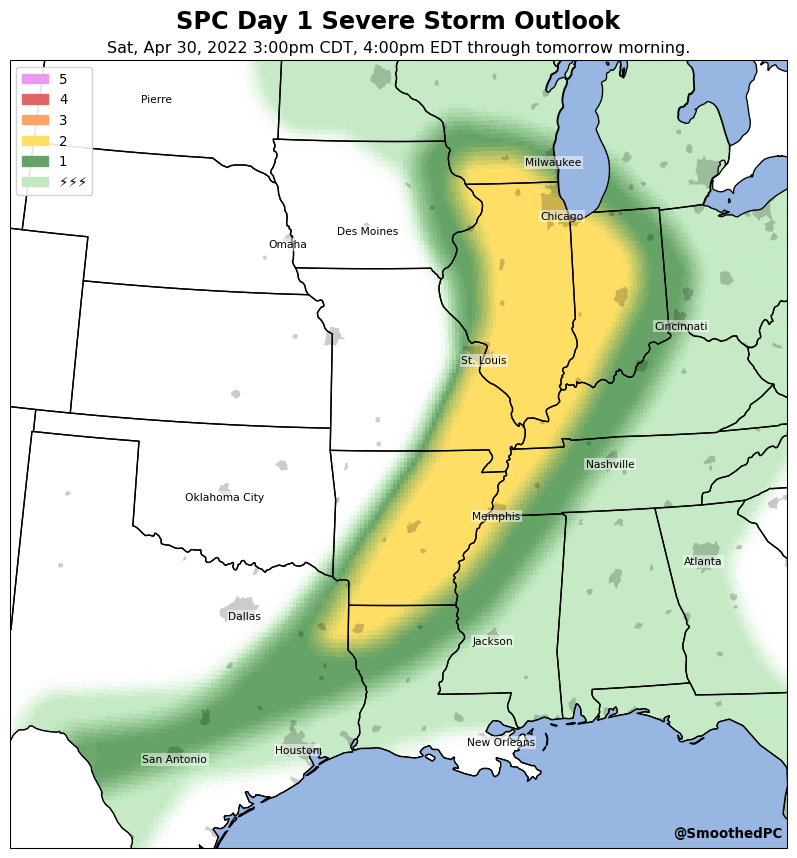 SPC Day 1 Severe Storm Outlook
Sat, Apr 30, 2022 3:00pm CDT, 4:00pm EDT through tomorrow morning.
5
4
3
2
1
⚡⚡⚡
Pierre
Milwaukee
Chicago
Des Moines
Omaha
Cincinnati
St. Louis
Nashville
Oklahoma City
Memphis
Atlanta
Dallas
Jackson
New Orleans
Houston
San Antonio
@SmoothedPC